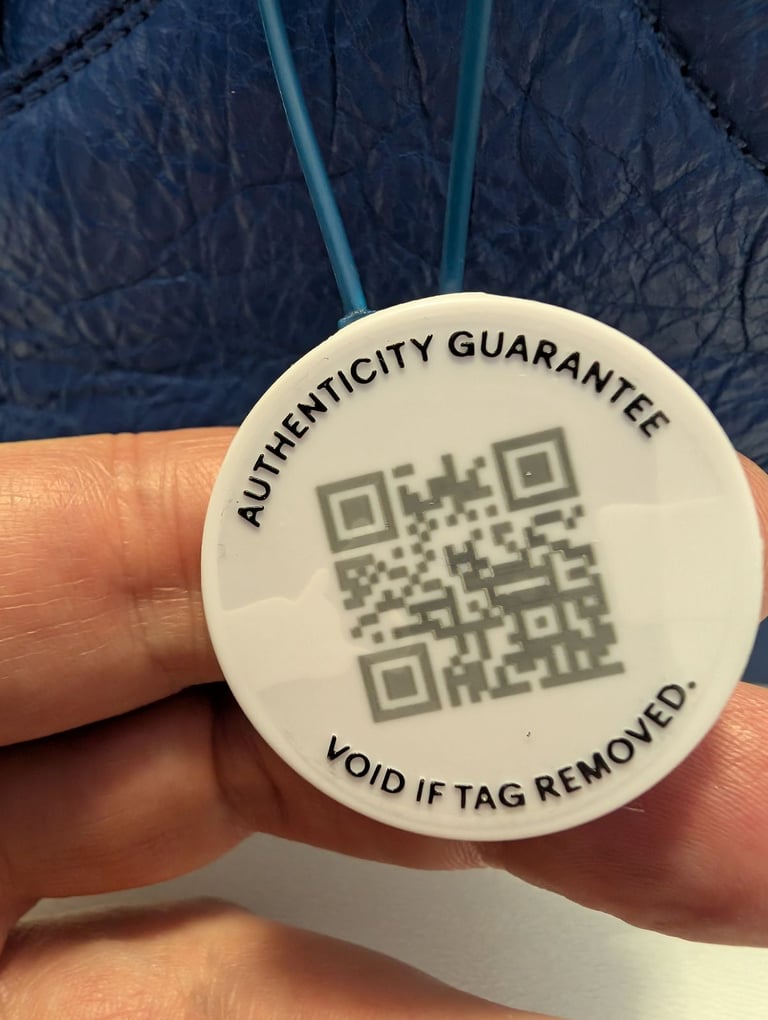 AUTHENTICITY GUARANTEE
VOID IF TAG REMOVED.